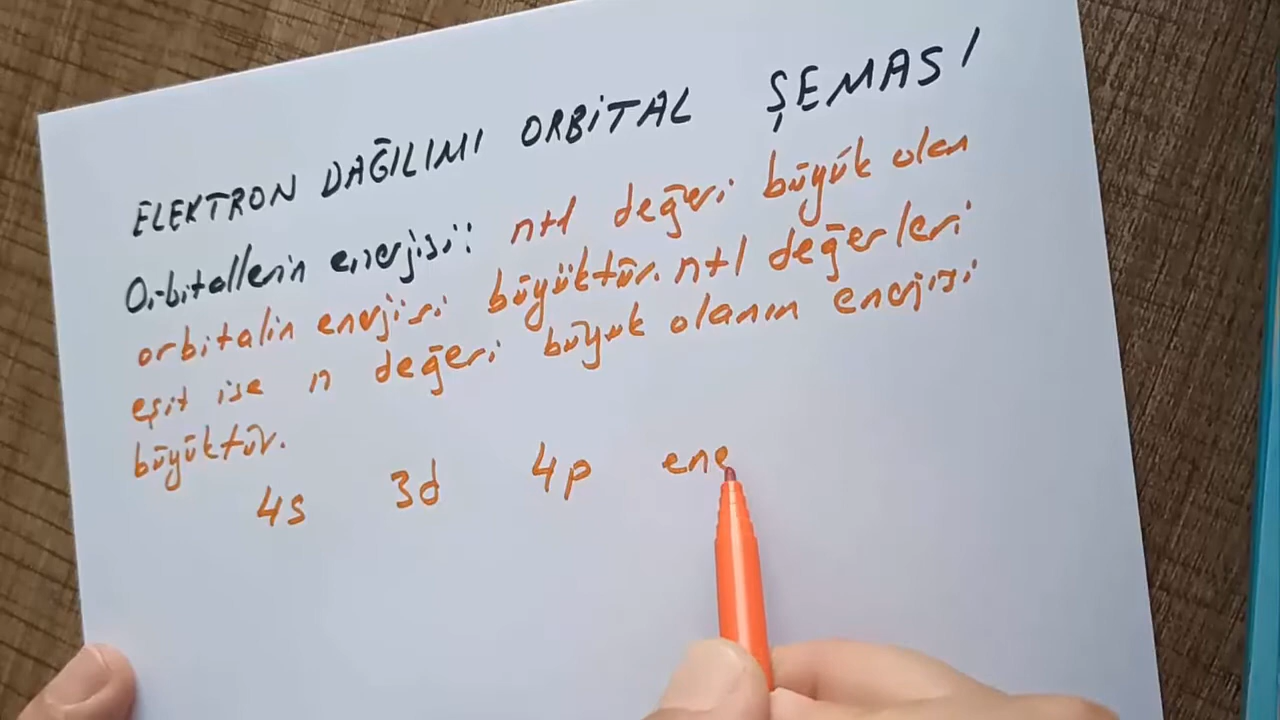 ELEKTRON DAĞILIMI ORBİTAL ŞEMASI
Orbitallerin enerjisi: n+l değeri büyük olan
orbitalin enerjisi büyüktür. n+l değerleri
eşit ise n değeri büyük olanın enerjisi
büyüktür.
4s 3d 4p ene